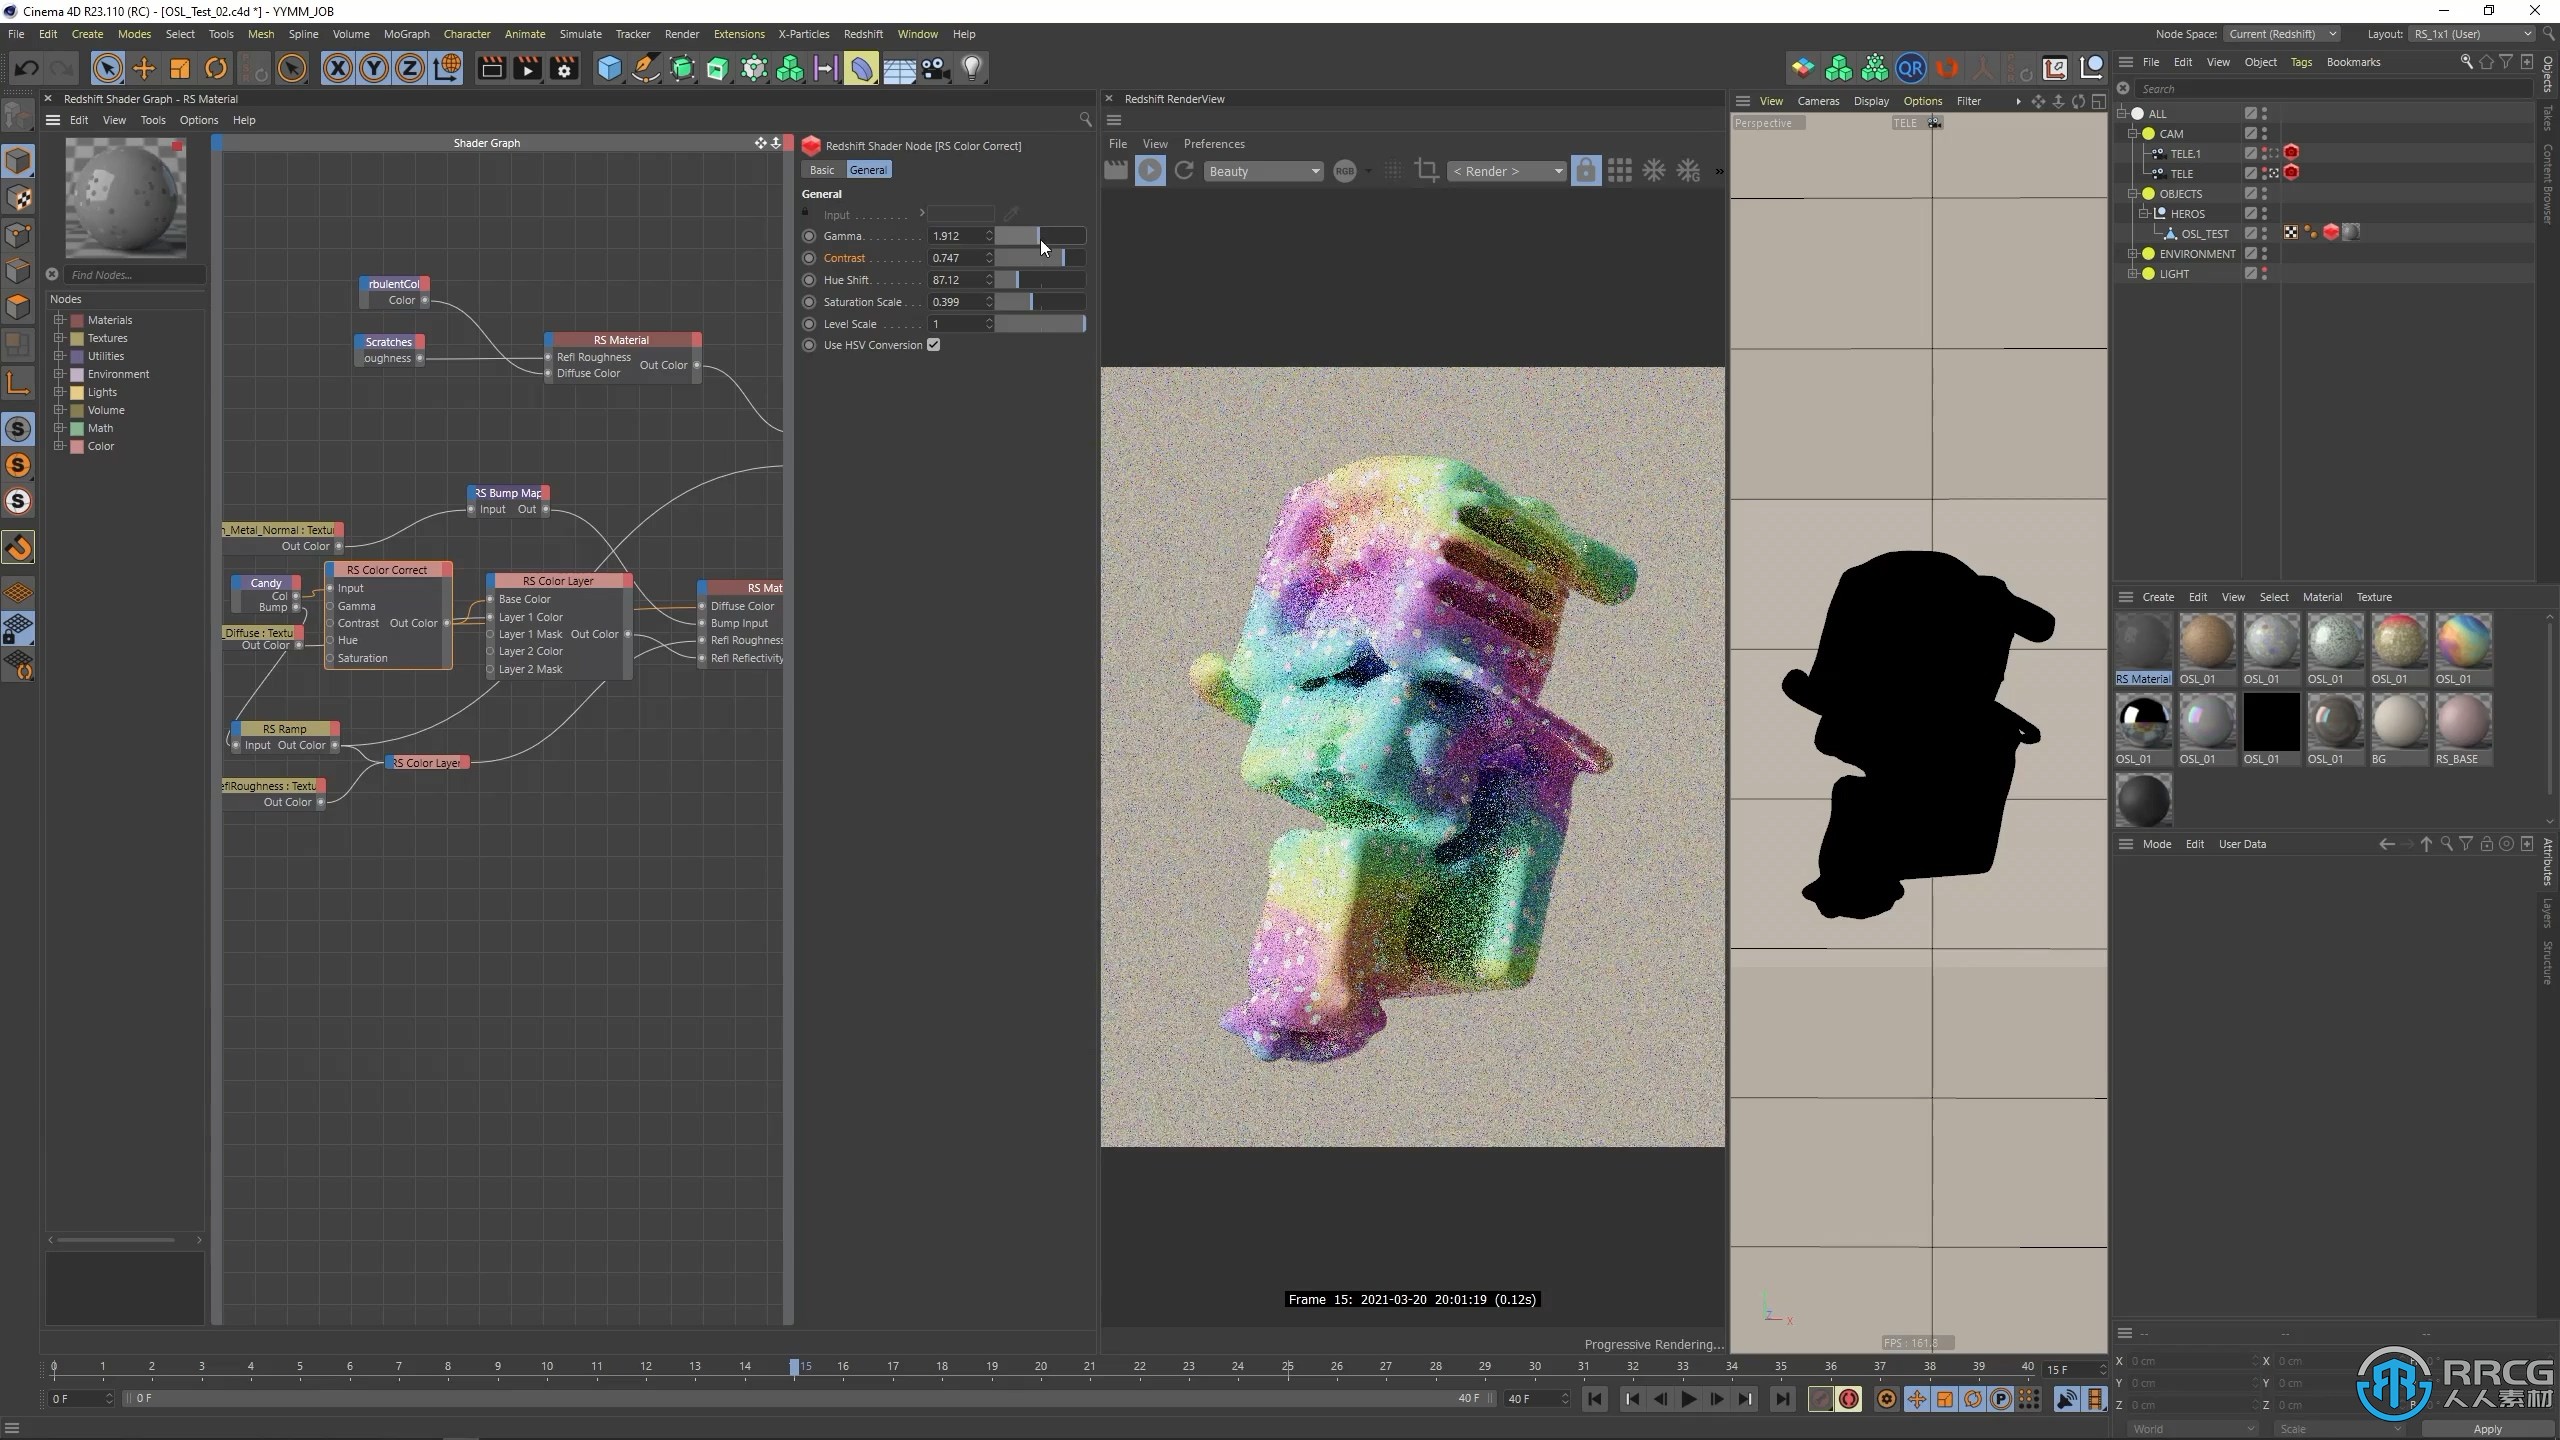 Cinema 4D R23.110 (RC) - [OSL_Test_02.c4d *] - YYMM_JOB
File Edit Create Modes Select Tools Mesh Spline Volume MoGraph Character Animate Simulate Tracker Render Extensions X-Particles Redshift Window Help
Node Space: Current (Redshift) Layout: RS_1x1 (User)
Redshift Shader Graph - RS Material
Edit View Tools Options Help
Find Nodes...
Nodes
Materials
Textures
Utilities
Environment
Lights
Volume
Math
Color
Shader Graph
rbulentCol
Color
Scratches
oughness
RS Material
Refl Roughness
Diffuse Color
Out Color
RS Bump Map
Input Out
n_Metal_Normal : Textur
Out Color
Candy
Col
Bump
_Diffuse : Textu
Out Color
RS Color Correct
Input
Gamma
Contrast Out Color
Hue
Saturation
RS Color Layer
Base Color
Layer 1 Color
Layer 1 Mask Out Color
Layer 2 Color
Layer 2 Mask
RS Mat
Diffuse Color
Bump Input
Refl Roughness
Refl Reflectivity
RS Ramp
Input Out Color
RS Color Layer
eflRoughness : Textu
Out Color
Redshift Shader Node [RS Color Correct]
Basic General
General
Input
Gamma 1.912
Contrast 0.747
Hue Shift 87.12
Saturation Scale 0.399
Level Scale 1
Use HSV Conversion
Redshift RenderView
File View Preferences
Beauty RGB < Render > »
Frame 15: 2021-03-20 20:01:19 (0.12s)
Progressive Rendering...
View Cameras Display Options Filter
Perspective TELE
Z X
FPS : 161.8
File Edit View Object Tags Bookmarks
Search
ALL
CAM
TELE.1
TELE
OBJECTS
HEROS
OSL_TEST
ENVIRONMENT
LIGHT
Objects
Takes
Content Browser
Create Edit View Select Material Texture
RS Material OSL_01 OSL_01 OSL_01 OSL_01 OSL_01
OSL_01 OSL_01 OSL_01 OSL_01 BG RS_BASE
Mode Edit User Data
Attributes
Layers
Structure
0 1 2 3 4 5 6 7 8 9 10 11 12 13 14 15 16 17 18 19 20 21 22 23 24 25 26 27 28 29 30 31 32 33 34 35 36 37 38 39 40 15 F
0 F 0 F 40 F 40 F
-- -- --
X 0 cm X 0 cm
Y 0 cm Y 0 cm
Z 0 cm Z 0 cm
World Scale Apply
RRCG
人人素材